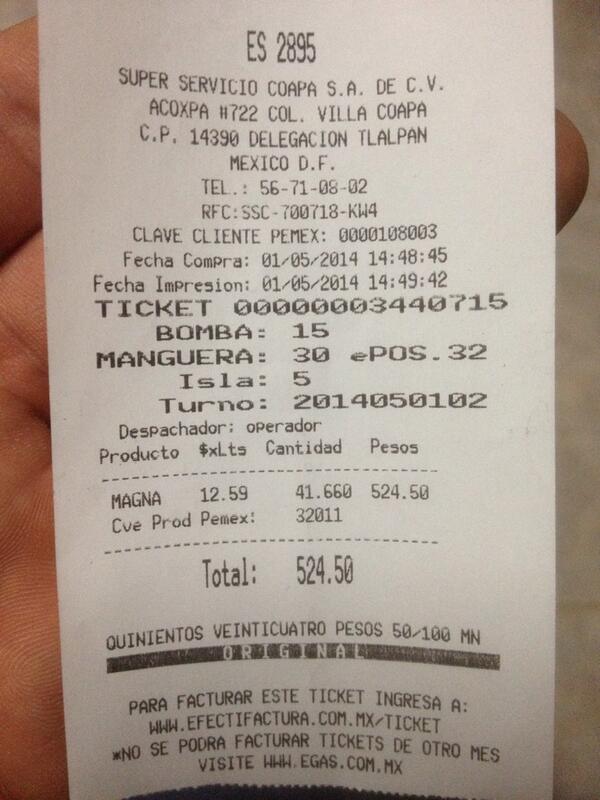 ES 2895
SUPER SERVICIO COAPA S.A. DE C.V.
ACOXPA #722 COL. VILLA COAPA
C.P. 14390 DELEGACION TLALPAN
MEXICO D.F.
TEL.: 56-71-08-02
RFC:SSC-700718-KW4
CLAVE CLIENTE PEMEX: 0000108003
Fecha Compra: 01/05/2014 14:48:45
Fecha Impresion: 01/05/2014 14:49:42
TICKET 00000003440715
BOMBA: 15
MANGUERA: 30 ePOS.32
Isla: 5
Turno: 2014050102
Despachador: operador
Producto $xLts Cantidad Pesos
MAGNA 12.59 41.660 524.50
Cve Prod Pemex: 32011
Total: 524.50
QUINIENTOS VEINTICUATRO PESOS 50/100 MN
ORIGINAL
PARA FACTURAR ESTE TICKET INGRESA A:
WWW.EFECTIFACTURA.COM.MX/TICKET
*NO SE PODRA FACTURAR TICKETS DE OTRO MES
VISITE WWW.EGAS.COM.MX